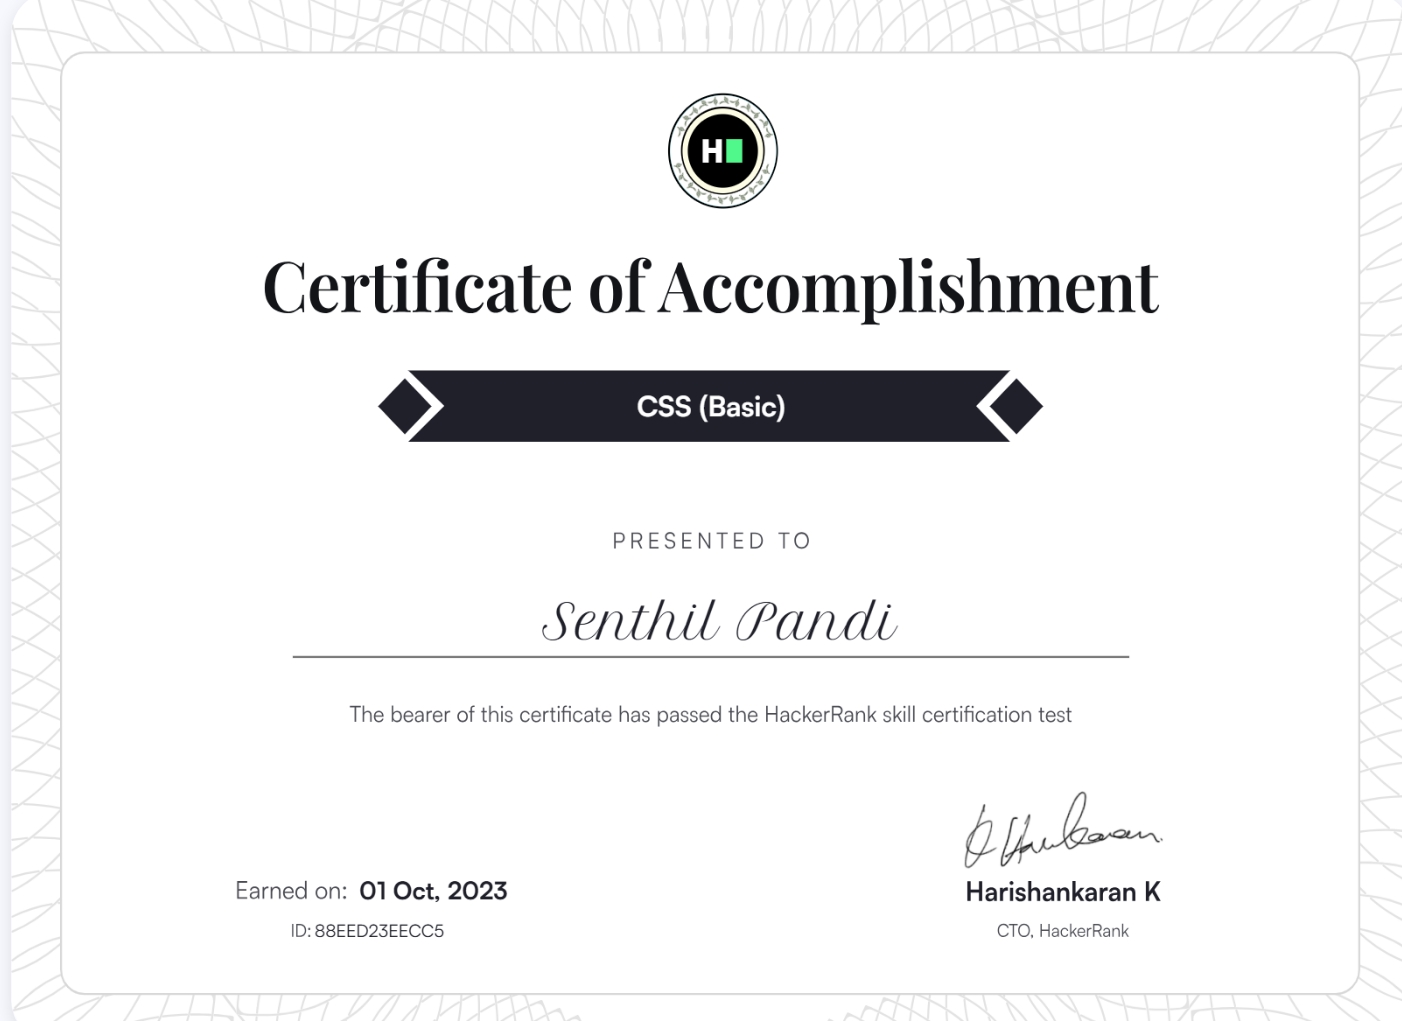 H
Certificate of Accomplishment
CSS (Basic)
PRESENTED TO
Senthil Pandi
The bearer of this certificate has passed the HackerRank skill certification test
Earned on: 01 Oct, 2023
ID: 88EED23EECC5
Harishankaran K
CTO, HackerRank